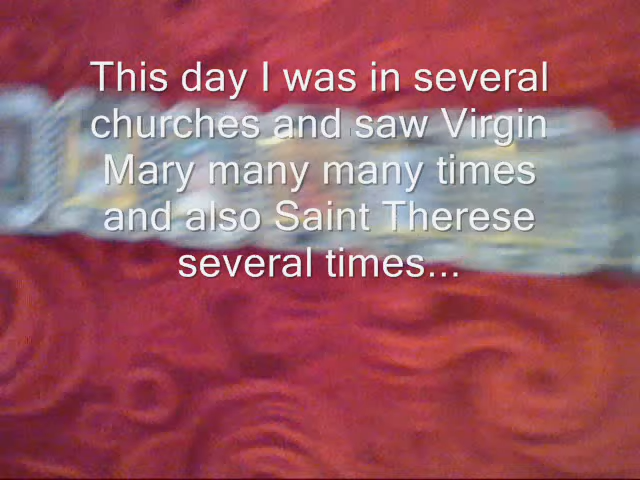 This day I was in several
churches and saw Virgin
Mary many many times
and also Saint Therese
several times...